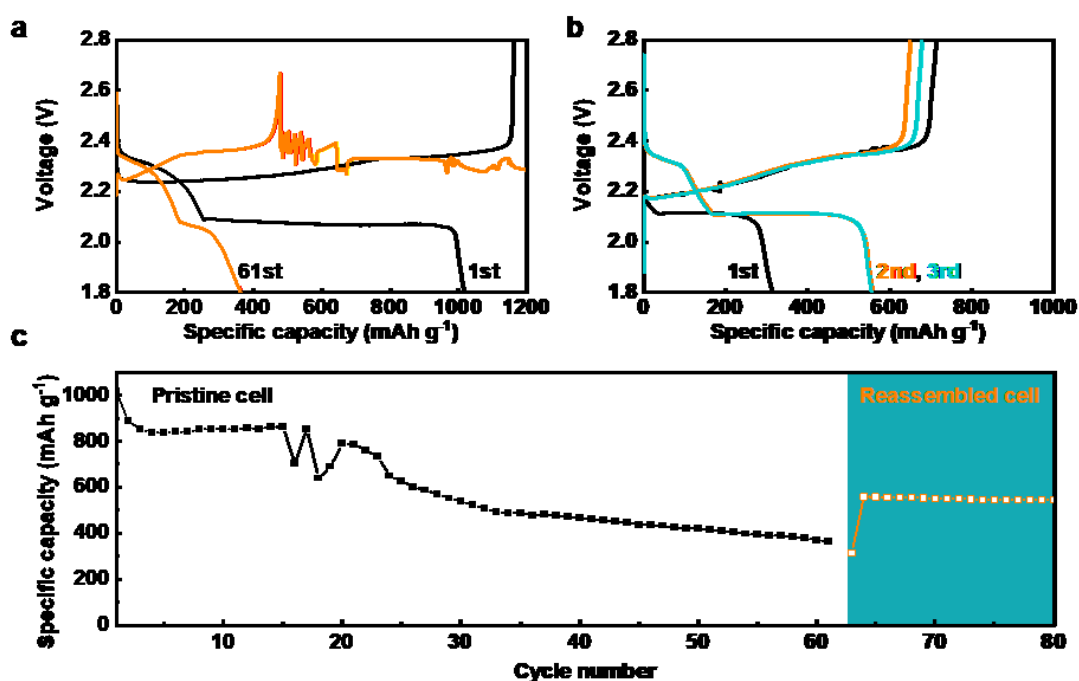 a
2.8
2.6
2.4
2.2
2.0
1.8
Voltage (V)
61st
1st
0 200 400 600 800 1000 1200
Specific capacity (mAh g⁻¹)
b
2.8
2.6
2.4
2.2
2.0
1.8
Voltage (V)
1st
2nd, 3rd
0 200 400 600 800 1000
Specific capacity (mAh g⁻¹)
c
1000
800
600
400
200
0
Specific capacity (mAh g⁻¹)
Pristine cell
Reassembled cell
10 20 30 40 50 60 70 80
Cycle number